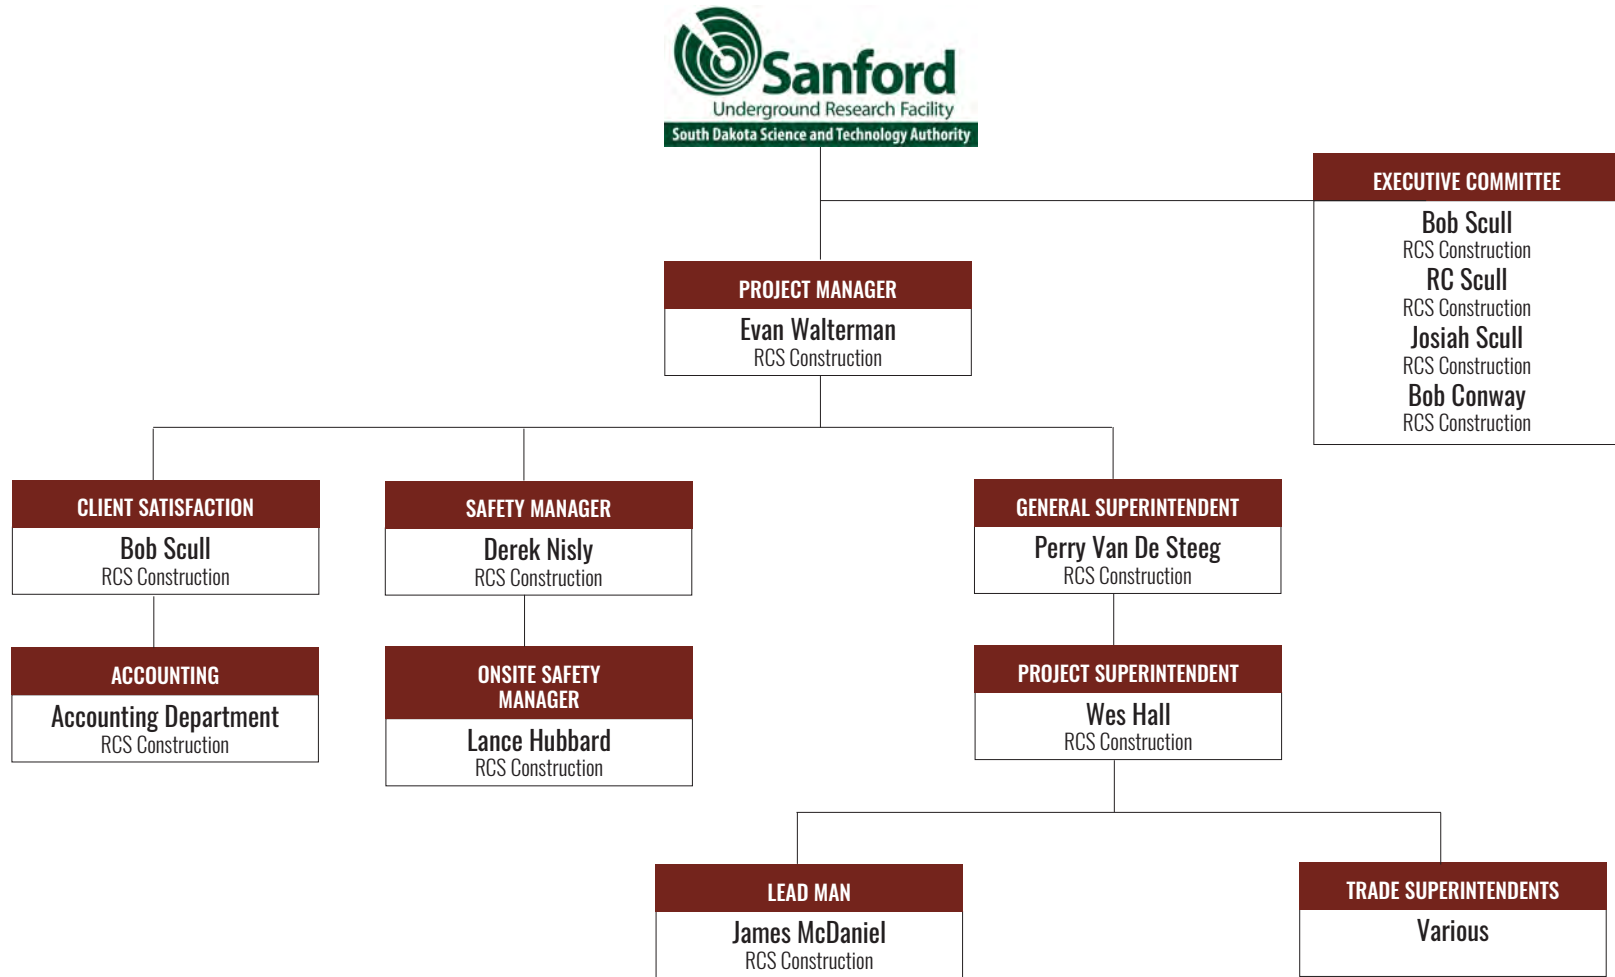 Sanford
Underground Research Facility
South Dakota Science and Technology Authority
EXECUTIVE COMMITTEE
Bob Scull
RCS Construction
RC Scull
RCS Construction
Josiah Scull
RCS Construction
Bob Conway
RCS Construction
PROJECT MANAGER
Evan Walterman
RCS Construction
CLIENT SATISFACTION
Bob Scull
RCS Construction
SAFETY MANAGER
Derek Nisly
RCS Construction
GENERAL SUPERINTENDENT
Perry Van De Steeg
RCS Construction
ACCOUNTING
Accounting Department
RCS Construction
ONSITE SAFETY
MANAGER
Lance Hubbard
RCS Construction
PROJECT SUPERINTENDENT
Wes Hall
RCS Construction
LEAD MAN
James McDaniel
RCS Construction
TRADE SUPERINTENDENTS
Various